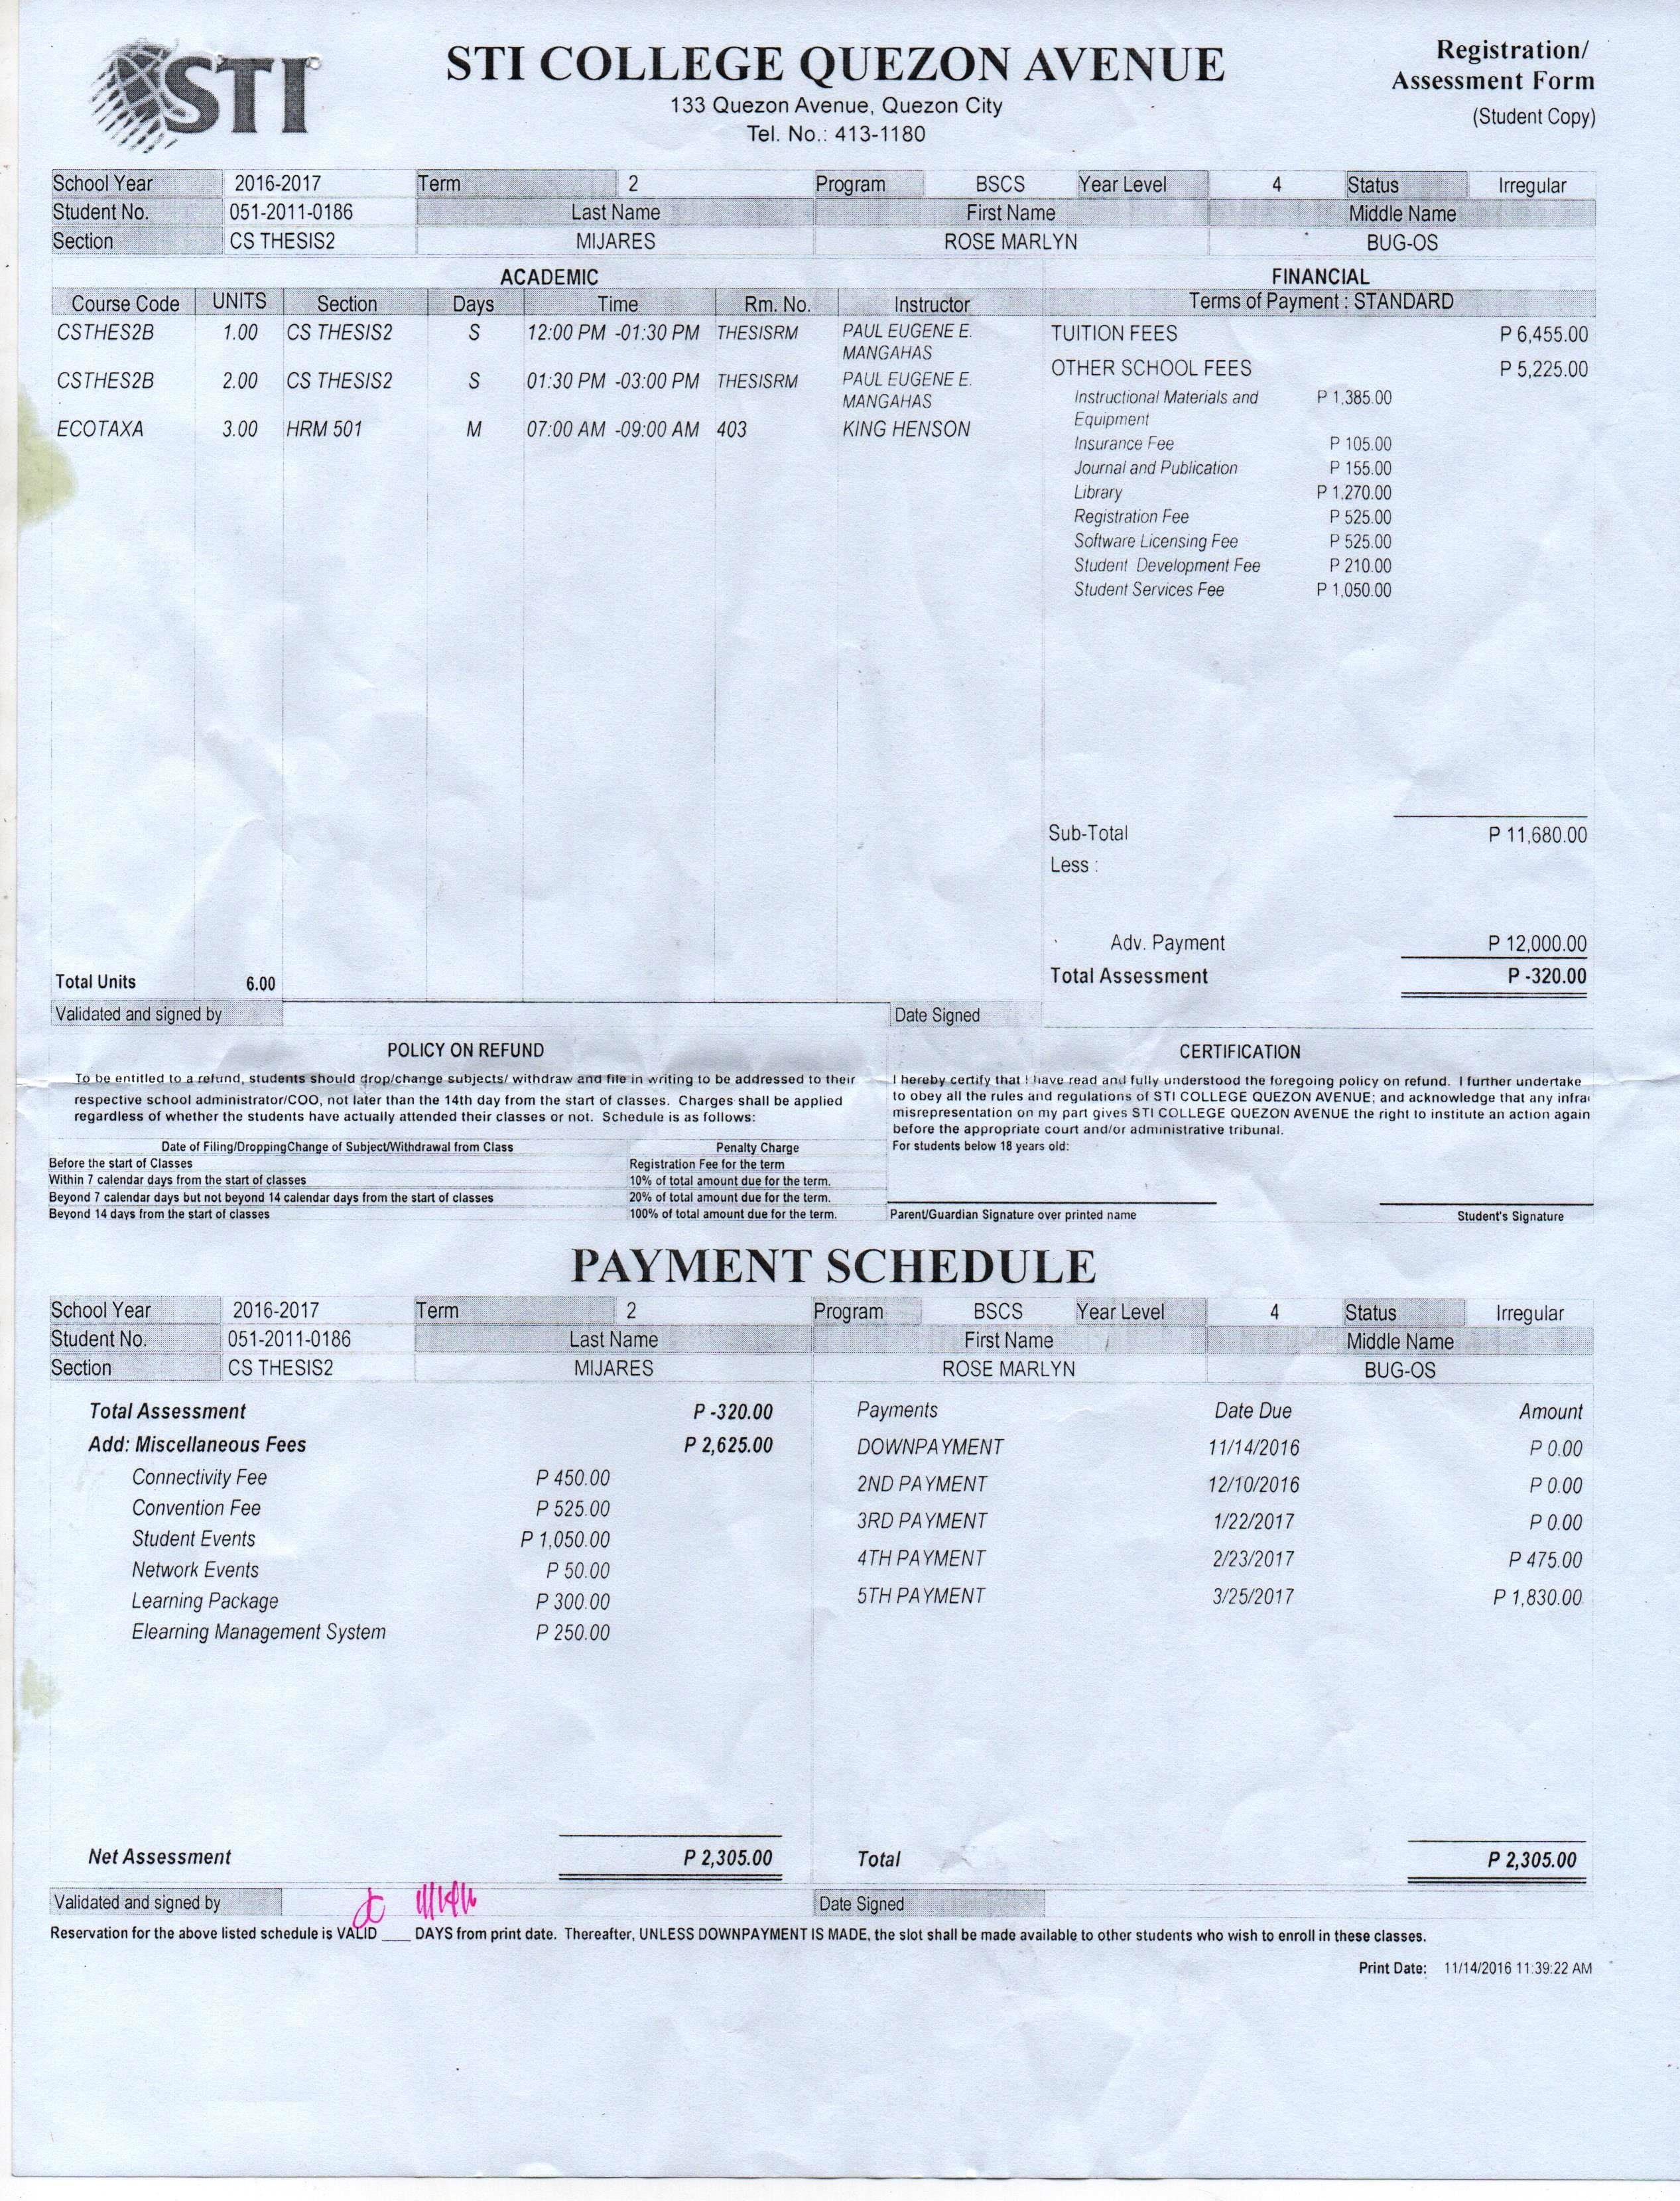 STI
STI COLLEGE QUEZON AVENUE
133 Quezon Avenue, Quezon City
Tel. No.: 413-1180
Registration/
Assessment Form
(Student Copy)
School Year 2016-2017 Term 2 Program BSCS Year Level 4 Status Irregular
Student No. 051-2011-0186 Last Name First Name Middle Name
Section CS THESIS2 MIJARES ROSE MARLYN BUG-OS
ACADEMIC
Course Code UNITS Section Days Time Rm. No. Instructor
CSTHES2B 1.00 CS THESIS2 S 12:00 PM -01:30 PM THESISRM PAUL EUGENE E.
MANGAHAS
CSTHES2B 2.00 CS THESIS2 S 01:30 PM -03:00 PM THESISRM PAUL EUGENE E.
MANGAHAS
ECOTAXA 3.00 HRM 501 M 07:00 AM -09:00 AM 403 KING HENSON
Total Units 6.00
FINANCIAL
Terms of Payment : STANDARD
TUITION FEES P 6,455.00
OTHER SCHOOL FEES P 5,225.00
Instructional Materials and P 1,385.00
Equipment
Insurance Fee P 105.00
Journal and Publication P 155.00
Library P 1,270.00
Registration Fee P 525.00
Software Licensing Fee P 525.00
Student Development Fee P 210.00
Student Services Fee P 1,050.00
Sub-Total P 11,680.00
Less :
Adv. Payment P 12,000.00
Total Assessment P -320.00
Validated and signed by Date Signed
POLICY ON REFUND
To be entitled to a refund, students should drop/change subjects/ withdraw and file in writing to be addressed to their
respective school administrator/COO, not later than the 14th day from the start of classes. Charges shall be applied
regardless of whether the students have actually attended their classes or not. Schedule is as follows:
Date of Filing/DroppingChange of Subject/Withdrawal from Class Penalty Charge
Before the start of Classes Registration Fee for the term
Within 7 calendar days from the start of classes 10% of total amount due for the term.
Beyond 7 calendar days but not beyond 14 calendar days from the start of classes 20% of total amount due for the term.
Beyond 14 days from the start of classes 100% of total amount due for the term.
CERTIFICATION
I hereby certify that I have read and fully understood the foregoing policy on refund. I further undertake
to obey all the rules and regulations of STI COLLEGE QUEZON AVENUE; and acknowledge that any infrac
misrepresentation on my part gives STI COLLEGE QUEZON AVENUE the right to institute an action again
before the appropriate court and/or administrative tribunal.
For students below 18 years old:
Parent/Guardian Signature over printed name Student's Signature
PAYMENT SCHEDULE
School Year 2016-2017 Term 2 Program BSCS Year Level 4 Status Irregular
Student No. 051-2011-0186 Last Name First Name Middle Name
Section CS THESIS2 MIJARES ROSE MARLYN BUG-OS
Total Assessment P -320.00
Add: Miscellaneous Fees P 2,625.00
Connectivity Fee P 450.00
Convention Fee P 525.00
Student Events P 1,050.00
Network Events P 50.00
Learning Package P 300.00
Elearning Management System P 250.00
Net Assessment P 2,305.00
Payments Date Due Amount
DOWNPAYMENT 11/14/2016 P 0.00
2ND PAYMENT 12/10/2016 P 0.00
3RD PAYMENT 1/22/2017 P 0.00
4TH PAYMENT 2/23/2017 P 475.00
5TH PAYMENT 3/25/2017 P 1,830.00
Total P 2,305.00
Validated and signed by 11/14/16 Date Signed
Reservation for the above listed schedule is VALID ____ DAYS from print date. Thereafter, UNLESS DOWNPAYMENT IS MADE, the slot shall be made available to other students who wish to enroll in these classes.
Print Date: 11/14/2016 11:39:22 AM